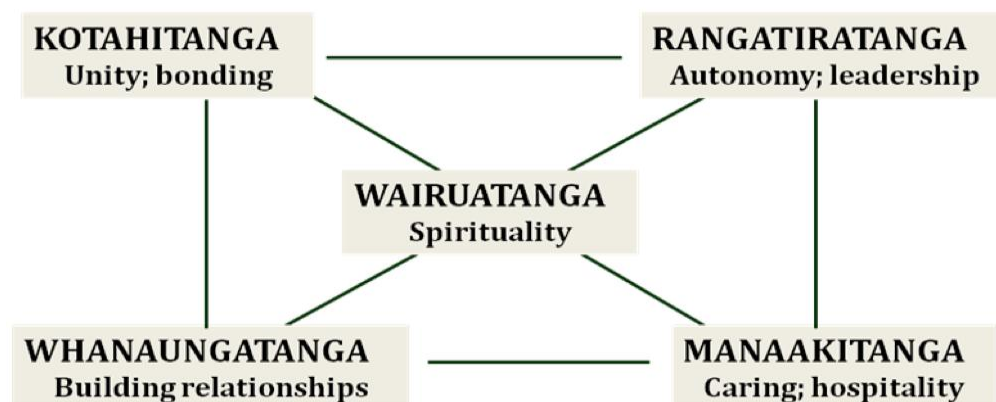 KOTAHITANGA
Unity; bonding
RANGATIRATANGA
Autonomy; leadership
WAIRUATANGA
Spirituality
WHANAUNGATANGA
Building relationships
MANAAKITANGA
Caring; hospitality